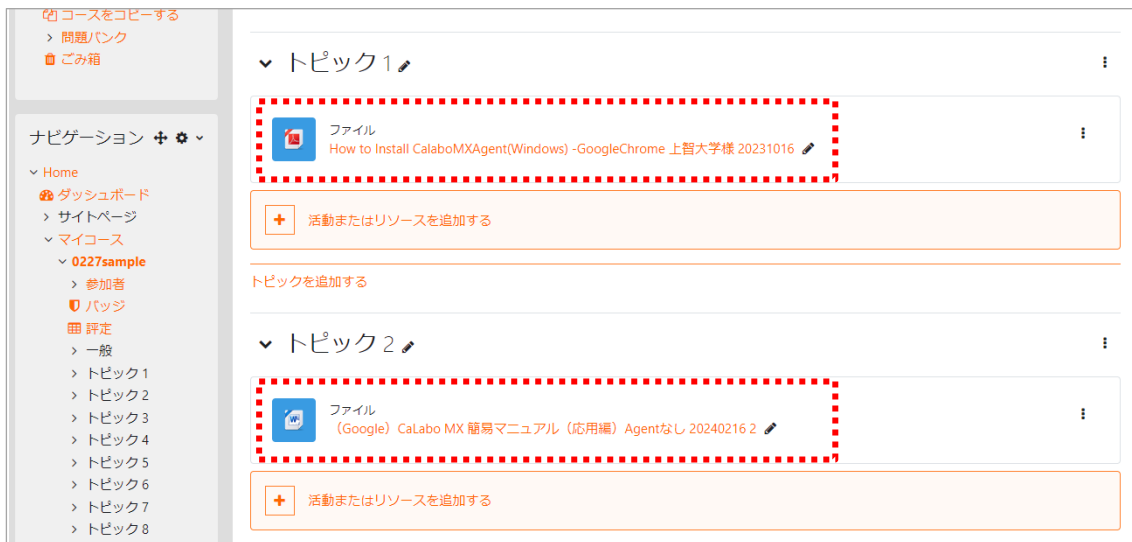 コースをコピーする
問題バンク
ごみ箱
ナビゲーション
Home
ダッシュボード
サイトページ
マイコース
0227sample
参加者
バッジ
評定
一般
トピック 1
トピック 2
トピック 3
トピック 4
トピック 5
トピック 6
トピック 7
トピック 8
トピック 1
ファイル
How to Install CalaboMXAgent(Windows) -GoogleChrome 上智大学様 20231016
活動またはリソースを追加する
トピックを追加する
トピック 2
ファイル
（Google）CaLabo MX 簡易マニュアル（応用編）Agentなし 20240216 2
活動またはリソースを追加する